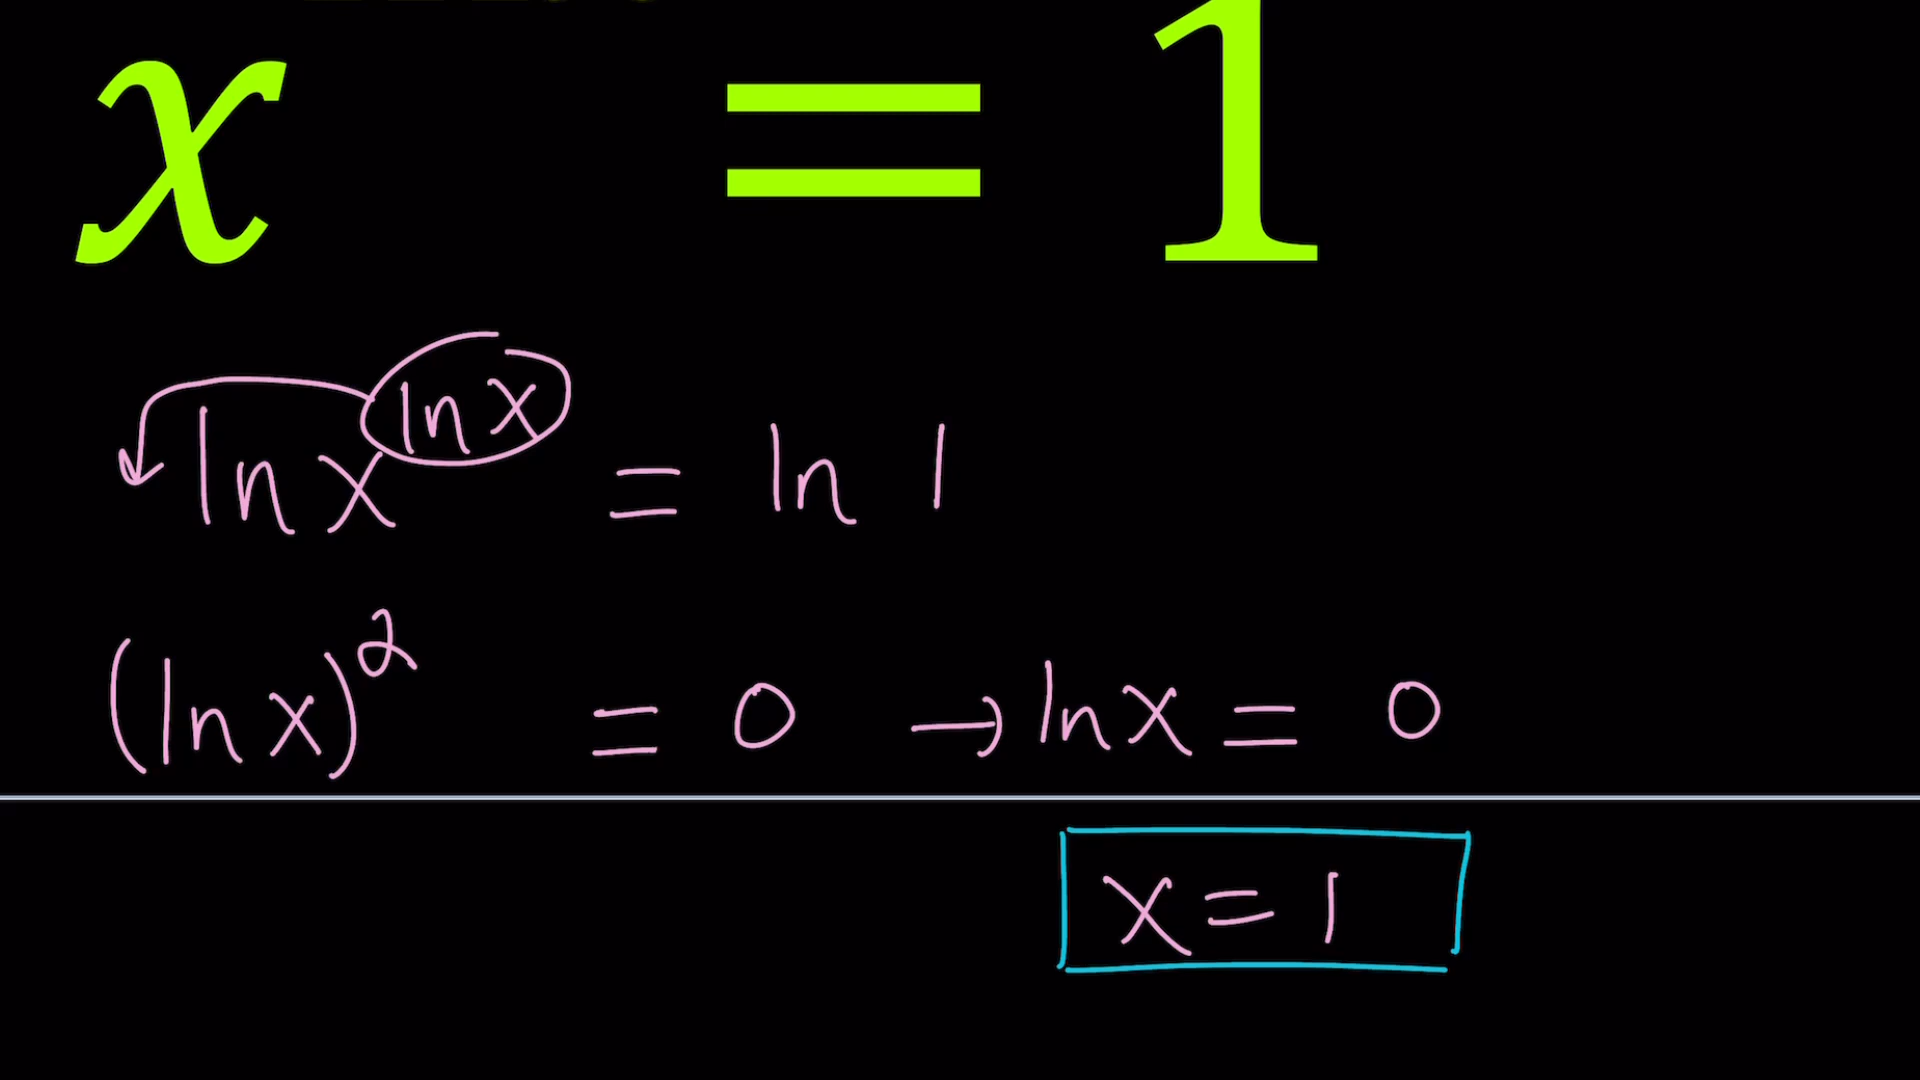 x = 1
ln x^{ln x} = ln 1
(ln x)^2 = 0 → ln x = 0
x = 1